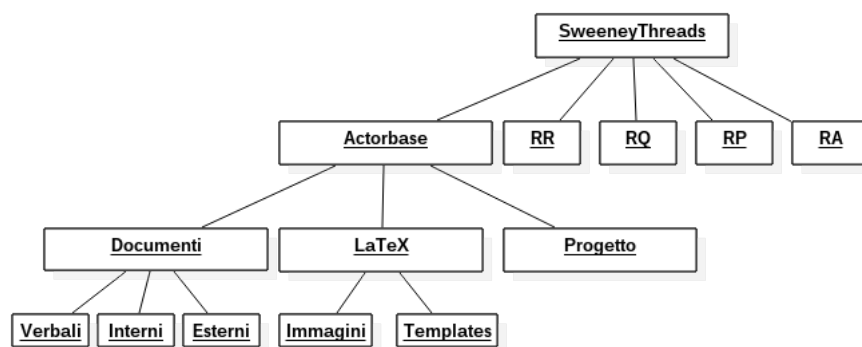 SweeneyThreads
Actorbase
RR
RQ
RP
RA
Documenti
LaTeX
Progetto
Verbali
Interni
Esterni
Immagini
Templates